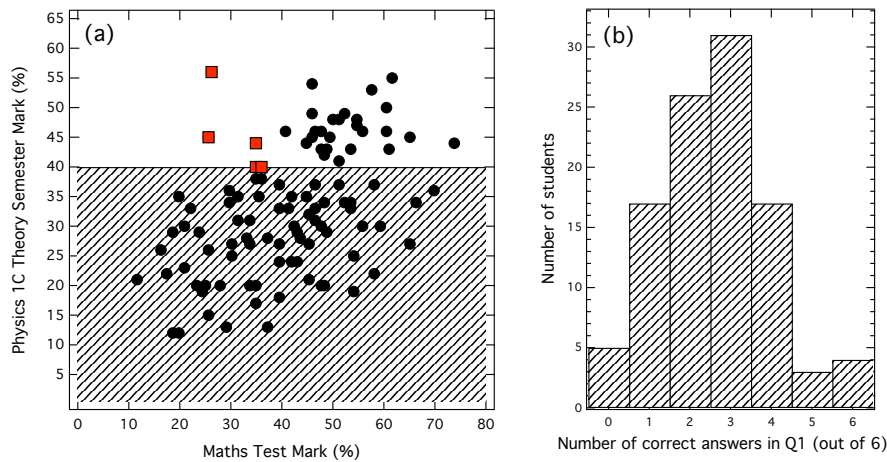 (a)
Physics 1C Theory Semester Mark (%)
65
60
55
50
45
40
35
30
25
20
15
10
5
0 10 20 30 40 50 60 70 80
Maths Test Mark (%)
(b)
Number of students
30
25
20
15
10
5
0
0 1 2 3 4 5 6
Number of correct answers in Q1 (out of 6)